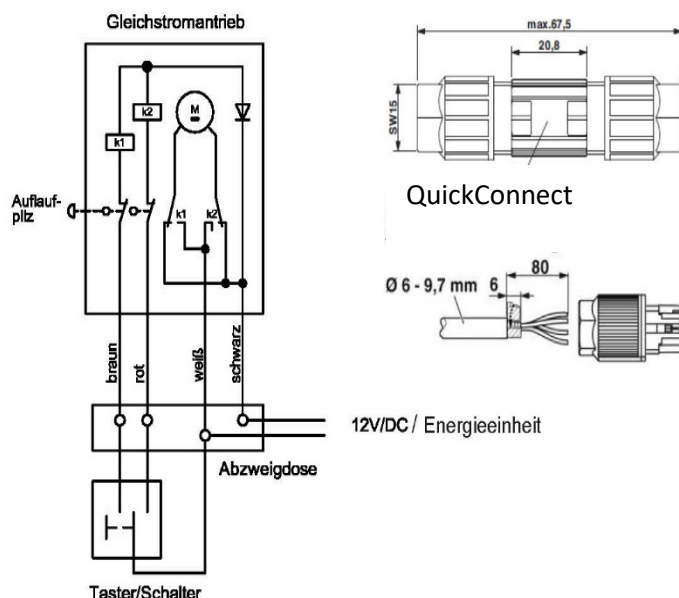 Gleichstromantrieb
k2
M
k1
Auflauf-
pilz
k1
k2
braun
rot
weiß
schwarz
12V/DC / Energieeinheit
Abzweigdose
Taster/Schalter
max.67,5
20,8
SW15
QuickConnect
80
Ø 6 - 9,7 mm
6